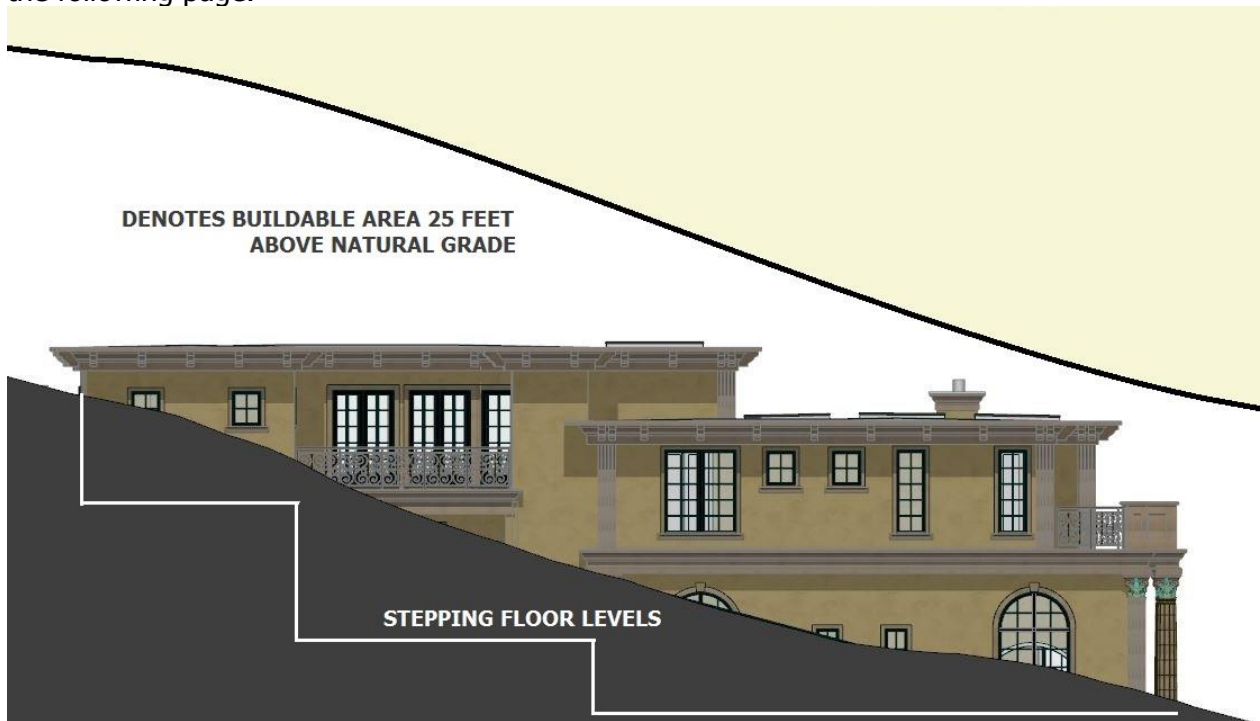 the following page.
DENOTES BUILDABLE AREA 25 FEET
ABOVE NATURAL GRADE
STEPPING FLOOR LEVELS